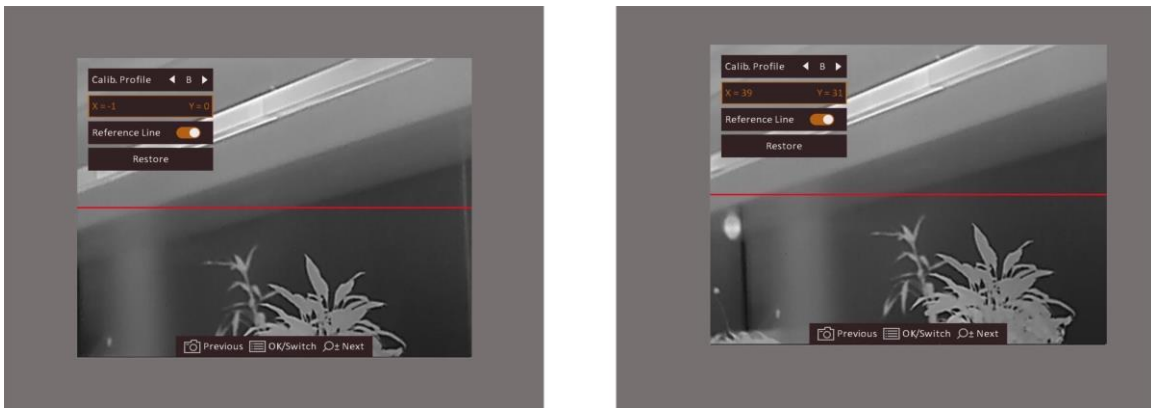 Calib. Profile ◀ B ▶
X = -1 Y = 0
Reference Line
Restore
Previous OK/Switch ± Next
Calib. Profile ◀ B ▶
X = 39 Y = 31
Reference Line
Restore
Previous OK/Switch ± Next